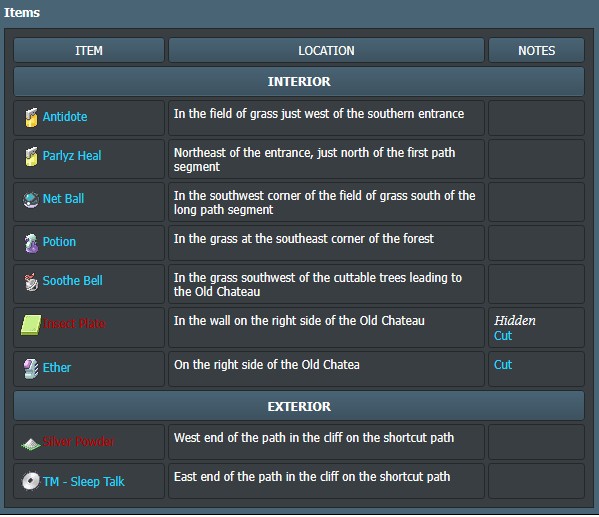 Items
ITEM LOCATION NOTES
INTERIOR
Antidote In the field of grass just west of the southern entrance
Parlyz Heal Northeast of the entrance, just north of the first path
segment
Net Ball In the southwest corner of the field of grass south of the
long path segment
Potion In the grass at the southeast corner of the forest
Soothe Bell In the grass southwest of the cuttable trees leading to
the Old Chateau
Insect Plate In the wall on the right side of the Old Chateau Hidden
Cut
Ether On the right side of the Old Chatea Cut
EXTERIOR
Silver Powder West end of the path in the cliff on the shortcut path
TM - Sleep Talk East end of the path in the cliff on the shortcut path